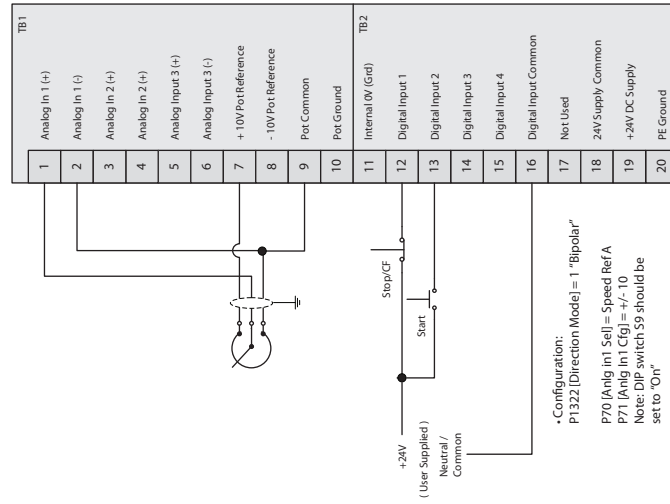 TB1
1 Analog In 1 (+)
2 Analog In 1 (-)
3 Analog In 2 (+)
4 Analog In 2 (+)
5 Analog Input 3 (+)
6 Analog Input 3 (-)
7 + 10V Pot Reference
8 - 10V Pot Reference
9 Pot Common
10 Pot Ground
TB2
11 Internal 0V (Grd)
12 Digital Input 1
13 Digital Input 2
14 Digital Input 3
15 Digital Input 4
16 Digital Input Common
17 Not Used
18 24V Supply Common
19 +24V DC Supply
20 PE Ground
Stop/CF
Start
+24V
( User Supplied )
Neutral /
Common
• Configuration:
P1322 [Direction Mode] = 1 "Bipolar"
P70 [Anlg in1 Sel] = Speed Ref A
P71 [Anlg In1 Cfg] = +/- 10
Note: DIP switch S9 should be
set to "On"